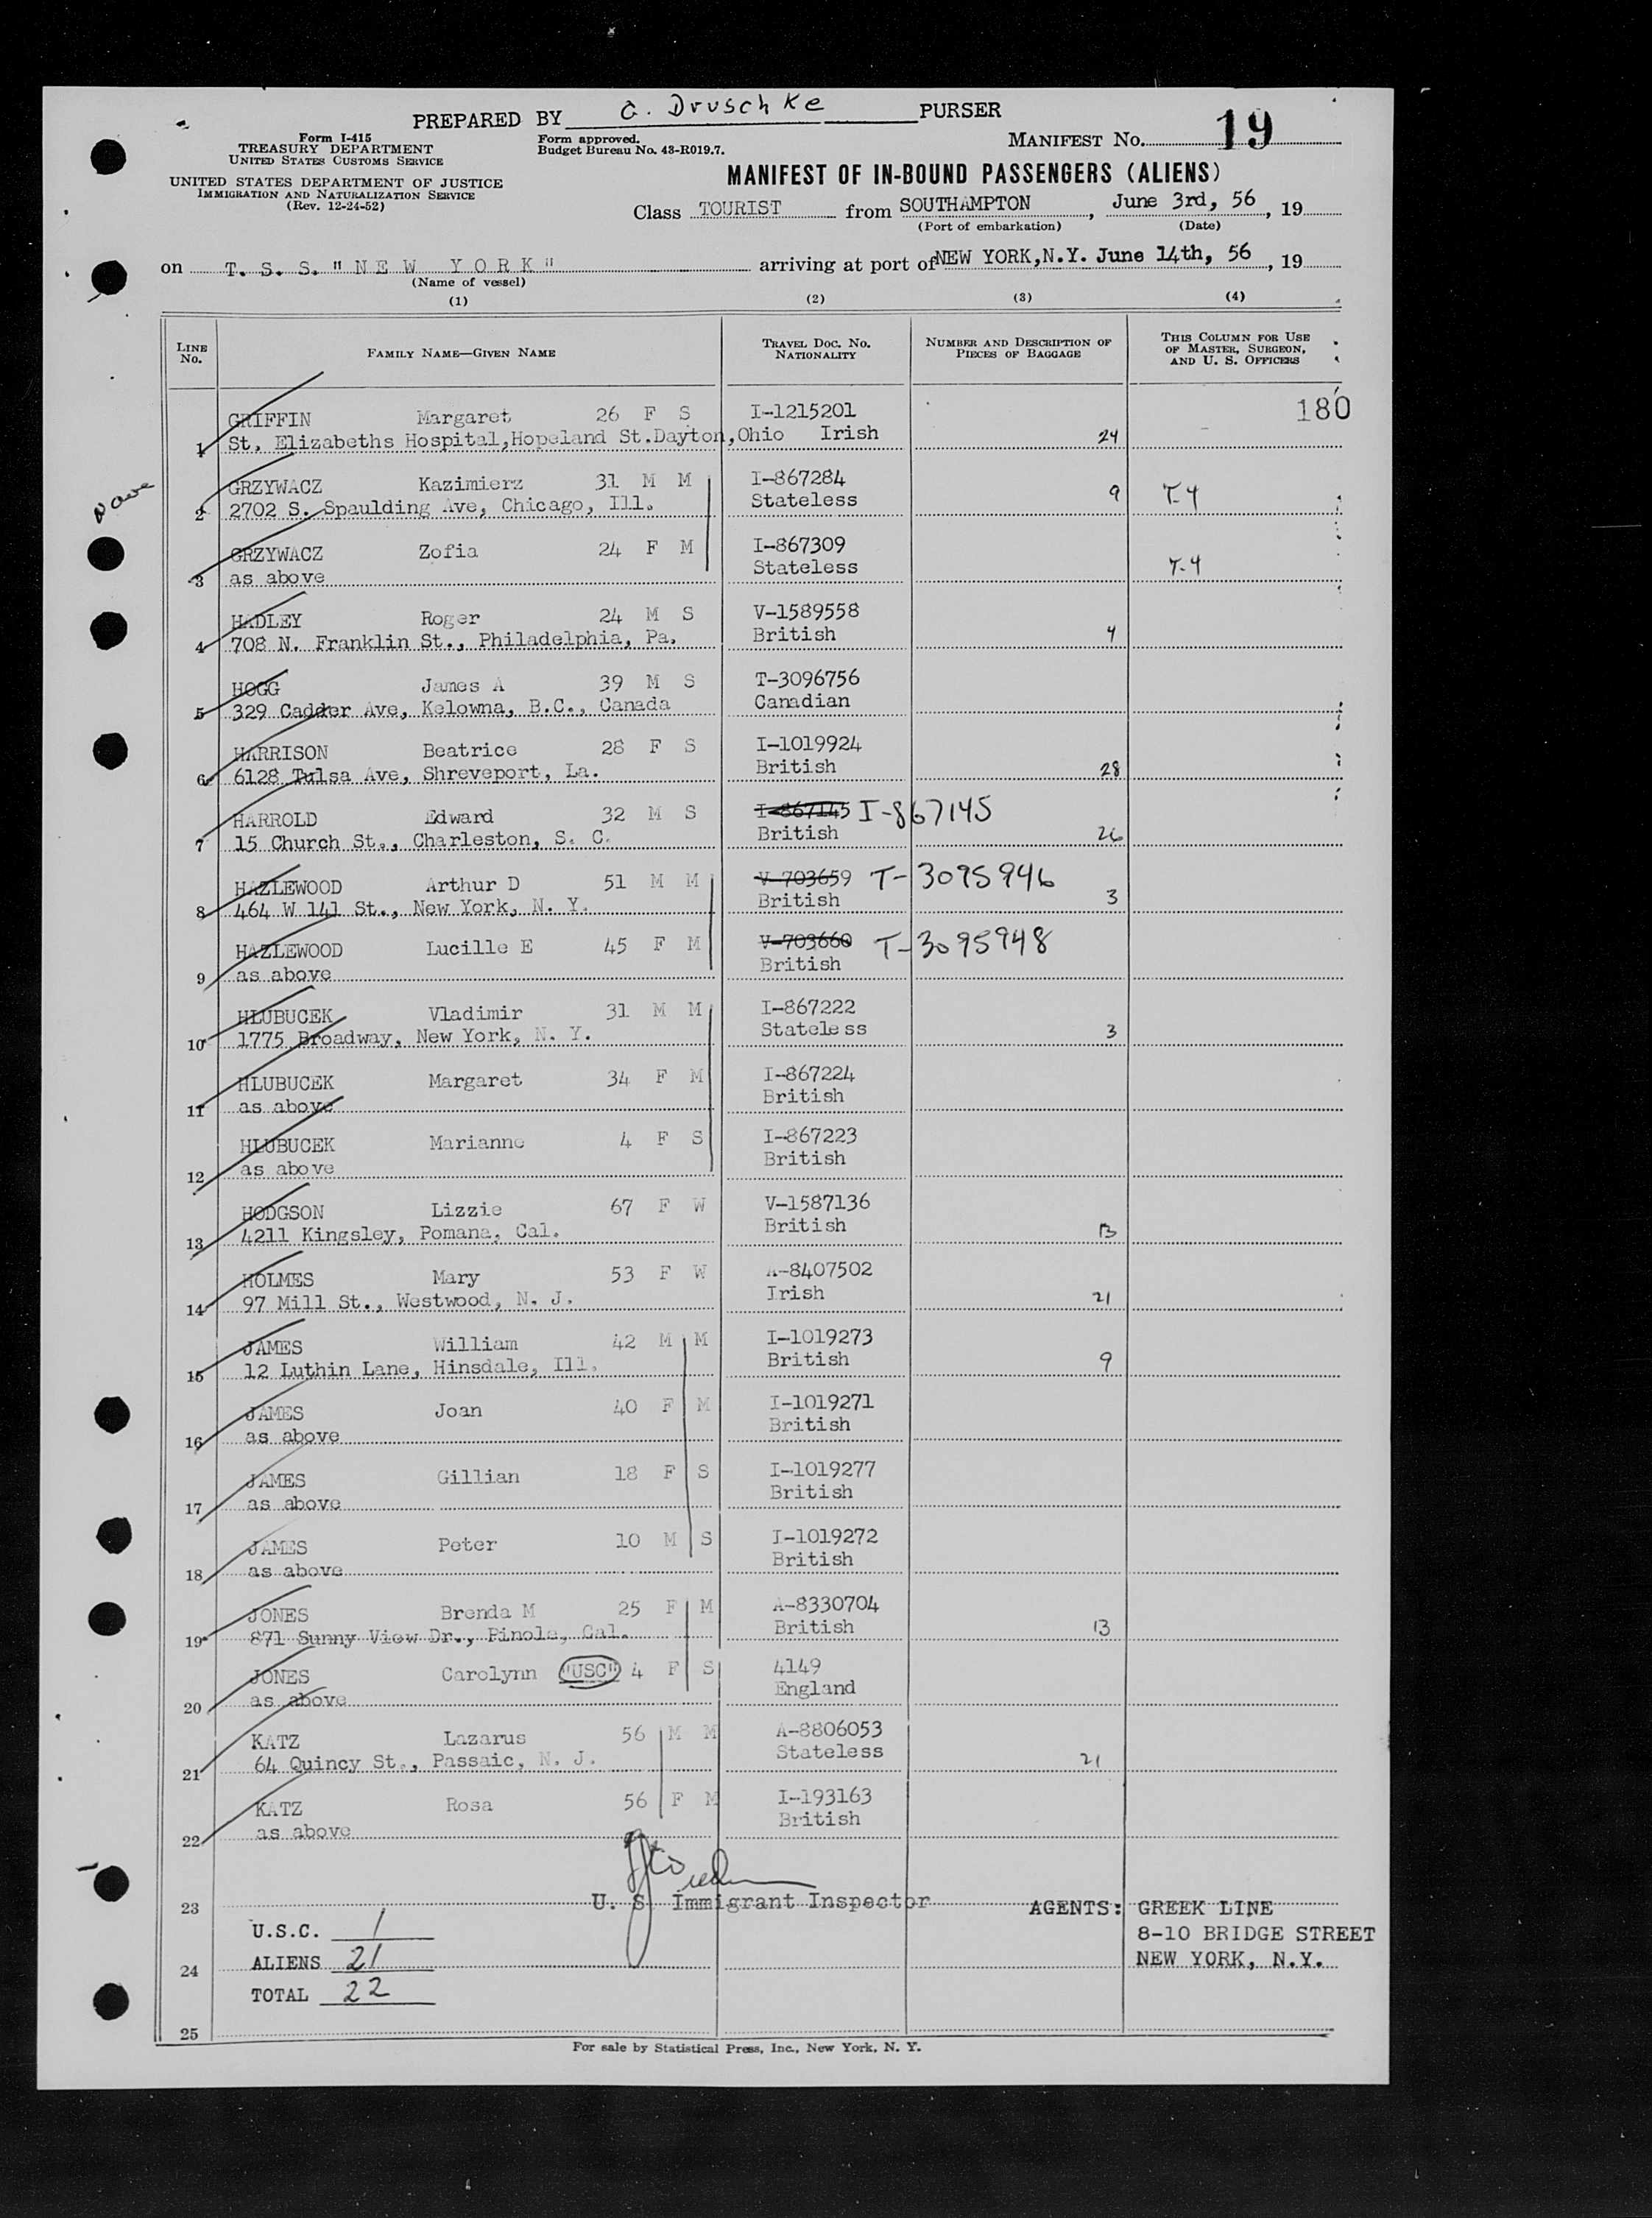 PREPARED BY G. Druschke PURSER
Form I-415
TREASURY DEPARTMENT
UNITED STATES CUSTOMS SERVICE
Form approved.
Budget Bureau No. 43-R019.7.
MANIFEST No. 19
UNITED STATES DEPARTMENT OF JUSTICE
IMMIGRATION AND NATURALIZATION SERVICE
(Rev. 12-24-52)
MANIFEST OF IN-BOUND PASSENGERS (ALIENS)
Class TOURIST from SOUTHAMPTON, June 3rd, 56, 19
(Port of embarkation) (Date)
on T. S. S. "NEW YORK" arriving at port of NEW YORK, N.Y. June 14th, 56, 19
(Name of vessel)
(1) (2) (3) (4)
LINE NO. FAMILY NAME—GIVEN NAME TRAVEL DOC. NO. NATIONALITY NUMBER AND DESCRIPTION OF PIECES OF BAGGAGE THIS COLUMN FOR USE OF MASTER, SURGEON, AND U. S. OFFICERS
GRIFFIN Margaret 26 F S I-1215201 180
1 St, Elizabeths Hospital,Hopeland St.Dayton,Ohio Irish 24
GRZYWACZ Kazimierz 31 M M I-867284
2 2702 S. Spaulding Ave, Chicago, Ill. Stateless 9 T-4
GRZYWACZ Zofia 24 F M I-867309
3 as above Stateless T-4
HADLEY Roger 24 M S V-1589558
4 708 N. Franklin St., Philadelphia, Pa. British 4
HOGG James A 39 M S T-3096756
5 329 Cadder Ave, Kelowna, B.C., Canada Canadian
HARRISON Beatrice 28 F S I-1019924
6 6128 Tulsa Ave, Shreveport, La. British 28
HARROLD Edward 32 M S I-867145 I-867145
7 15 Church St., Charleston, S. C. British 26
HAZLEWOOD Arthur D 51 M M V-703659 T-3095946
8 464 W 141 St., New York, N. Y. British 3
HAZLEWOOD Lucille E 45 F M V-703660 T-3095948
9 as above British
HLUBUCEK Vladimir 31 M M I-867222
10 1775 Broadway, New York, N. Y. Stateless 3
HLUBUCEK Margaret 34 F M I-867224
11 as above British
HLUBUCEK Marianne 4 F S I-867223
12 as above British
HODGSON Lizzie 67 F W V-1587136
13 4211 Kingsley, Pomana, Cal. British 13
HOLMES Mary 53 F W A-8407502
14 97 Mill St., Westwood, N. J. Irish 21
JAMES William 42 M M I-1019273
15 12 Luthin Lane, Hinsdale, Ill. British 9
JAMES Joan 40 F M I-1019271
16 as above British
JAMES Gillian 18 F S I-1019277
17 as above British
JAMES Peter 10 M S I-1019272
18 as above British
JONES Brenda M 25 F M A-8330704
19 871 Sunny View Dr., Pinole, Cal. British 13
JONES Carolynn "USC" 4 F S 4149
20 as above England
KATZ Lazarus 56 M M A-8806053
21 64 Quincy St., Passaic, N. J. Stateless 21
KATZ Rosa 56 F M I-193163
22 as above British
23 U. S. Immigrant Inspector AGENTS: GREEK LINE
U.S.C. 1 8-10 BRIDGE STREET
24 ALIENS 21 NEW YORK, N.Y.
TOTAL 22
25
For sale by Statistical Press, Inc., New York, N. Y.